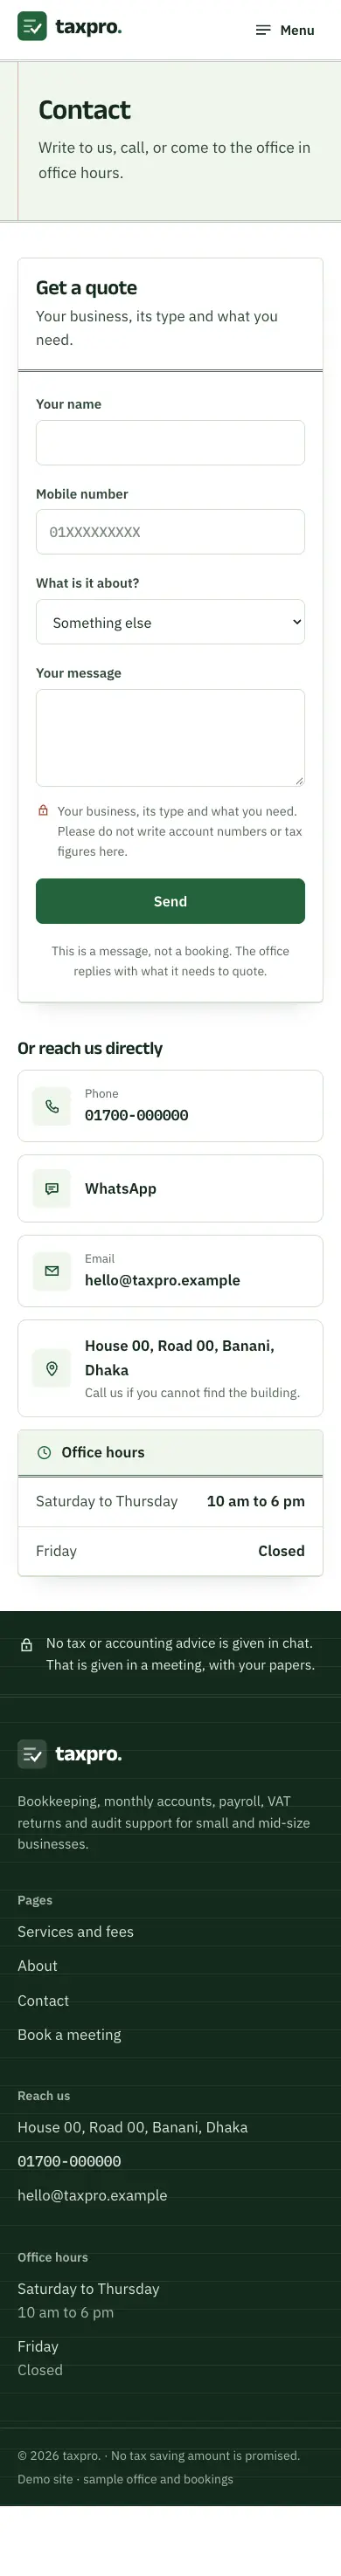 taxpro.
Menu
Contact
Write to us, call, or come to the office in
office hours.
Get a quote
Your business, its type and what you
need.
Your name
Mobile number
01XXXXXXXXX
What is it about?
Something else
Your message
Your business, its type and what you need.
Please do not write account numbers or tax
figures here.
Send
This is a message, not a booking. The office
replies with what it needs to quote.
Or reach us directly
Phone
01700-000000
WhatsApp
Email
hello@taxpro.example
House 00, Road 00, Banani,
Dhaka
Call us if you cannot find the building.
Office hours
Saturday to Thursday 10 am to 6 pm
Friday Closed
No tax or accounting advice is given in chat.
That is given in a meeting, with your papers.
taxpro.
Bookkeeping, monthly accounts, payroll, VAT
returns and audit support for small and mid-size
businesses.
Pages
Services and fees
About
Contact
Book a meeting
Reach us
House 00, Road 00, Banani, Dhaka
01700-000000
hello@taxpro.example
Office hours
Saturday to Thursday
10 am to 6 pm
Friday
Closed
© 2026 taxpro. · No tax saving amount is promised.
Demo site · sample office and bookings